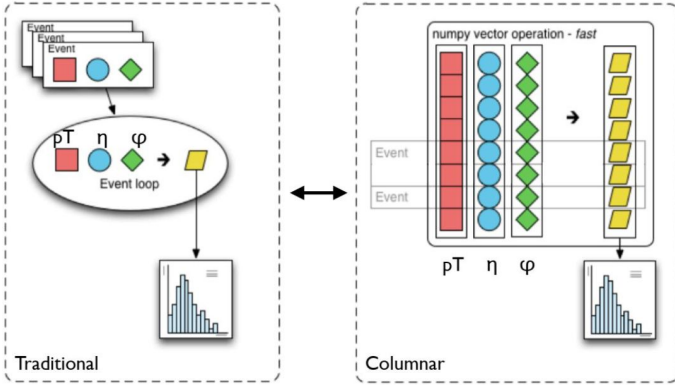 Event
Event
Event
pT η φ
Event loop
Traditional
numpy vector operation - fast
Event
Event
pT η φ
Columnar